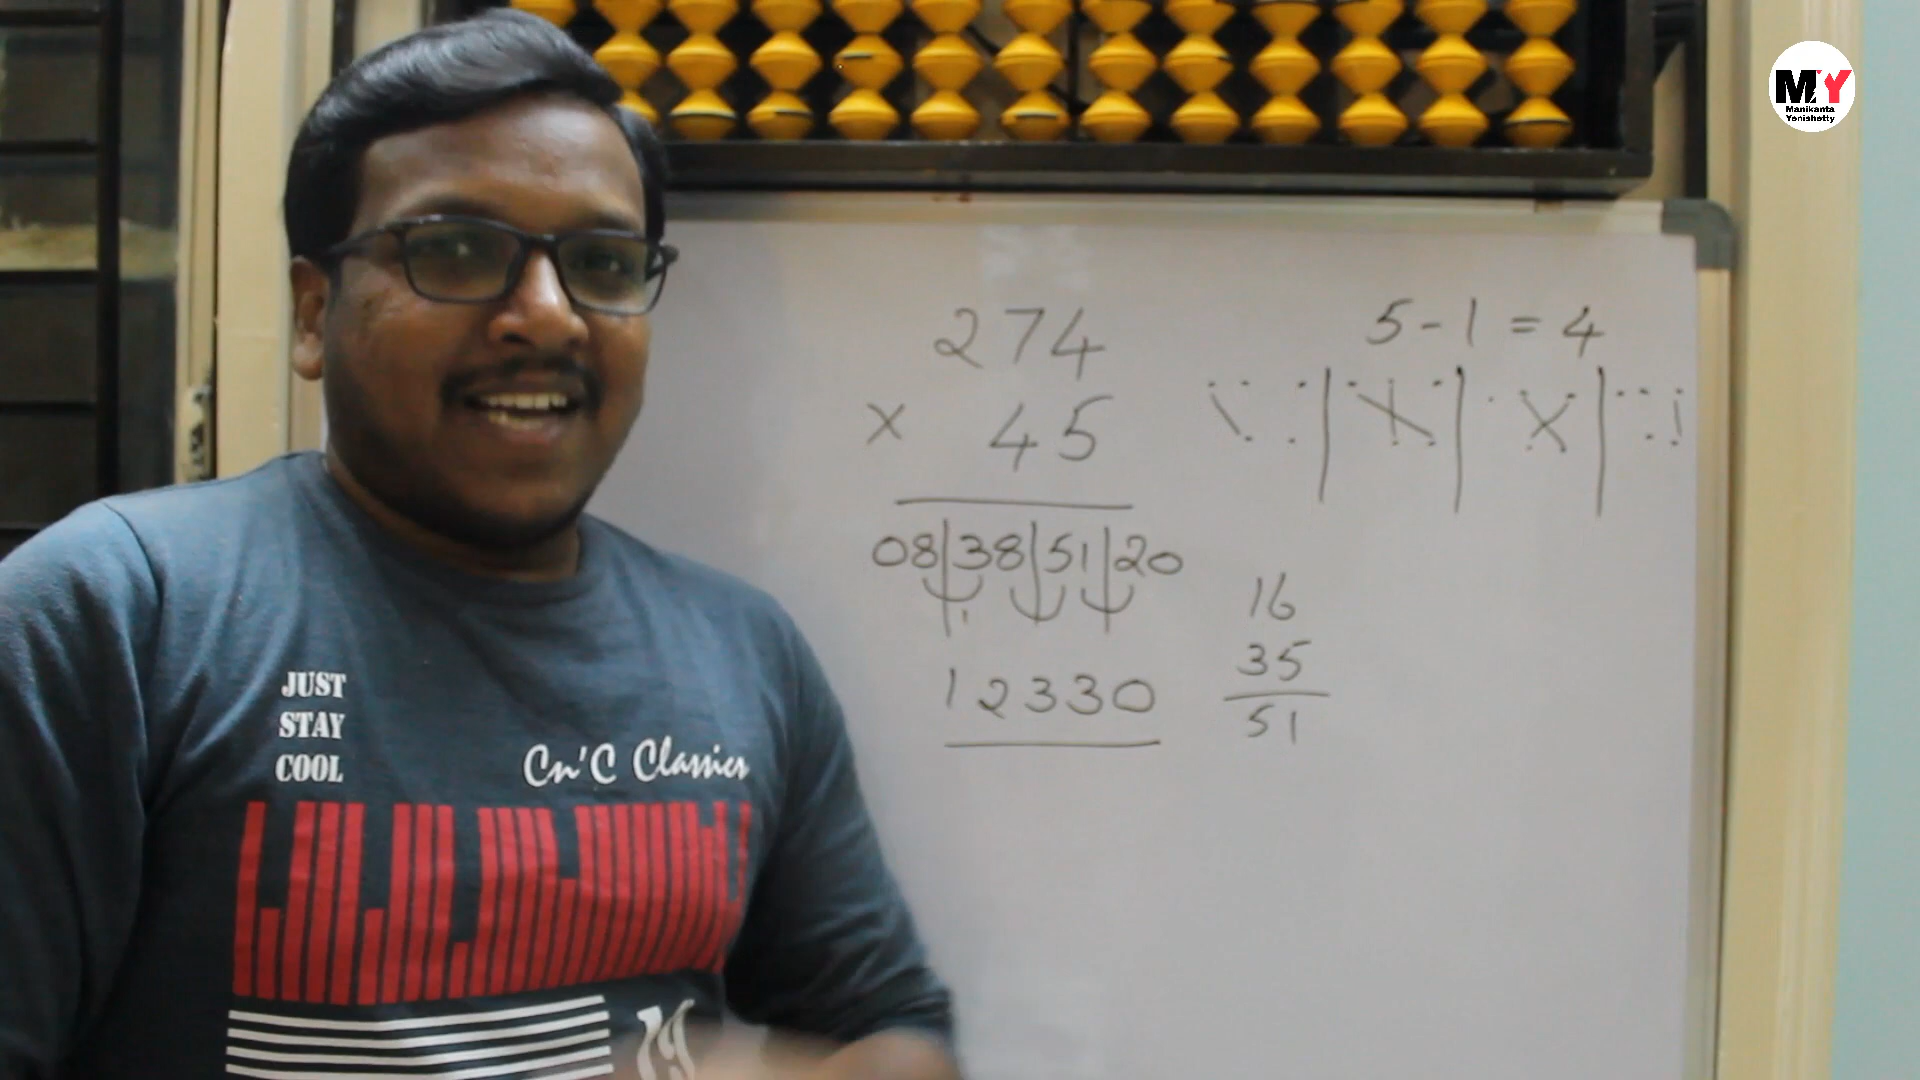 MY
Manikanta
Yenishetty
274
× 45
08|38|51|20
1
12330
5-1=4
16
35
51
JUST
STAY
COOL
Cn'C Classics